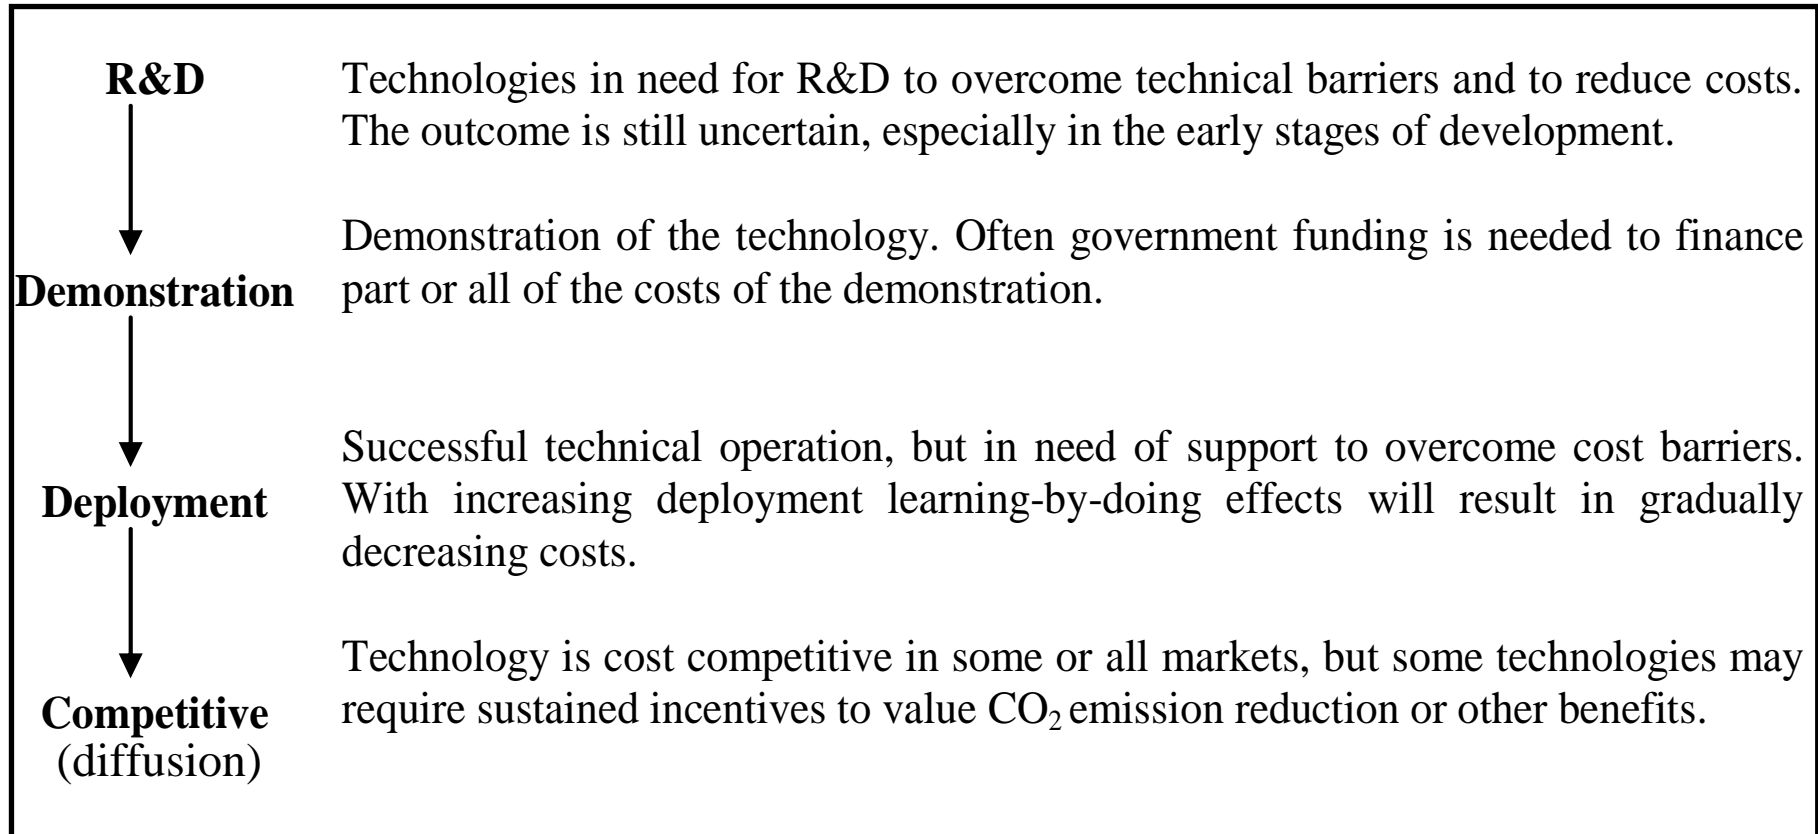 R&D
Technologies in need for R&D to overcome technical barriers and to reduce costs.
The outcome is still uncertain, especially in the early stages of development.
Demonstration
Demonstration of the technology. Often government funding is needed to finance
part or all of the costs of the demonstration.
Deployment
Successful technical operation, but in need of support to overcome cost barriers.
With increasing deployment learning-by-doing effects will result in gradually
decreasing costs.
Competitive
(diffusion)
Technology is cost competitive in some or all markets, but some technologies may
require sustained incentives to value CO₂ emission reduction or other benefits.